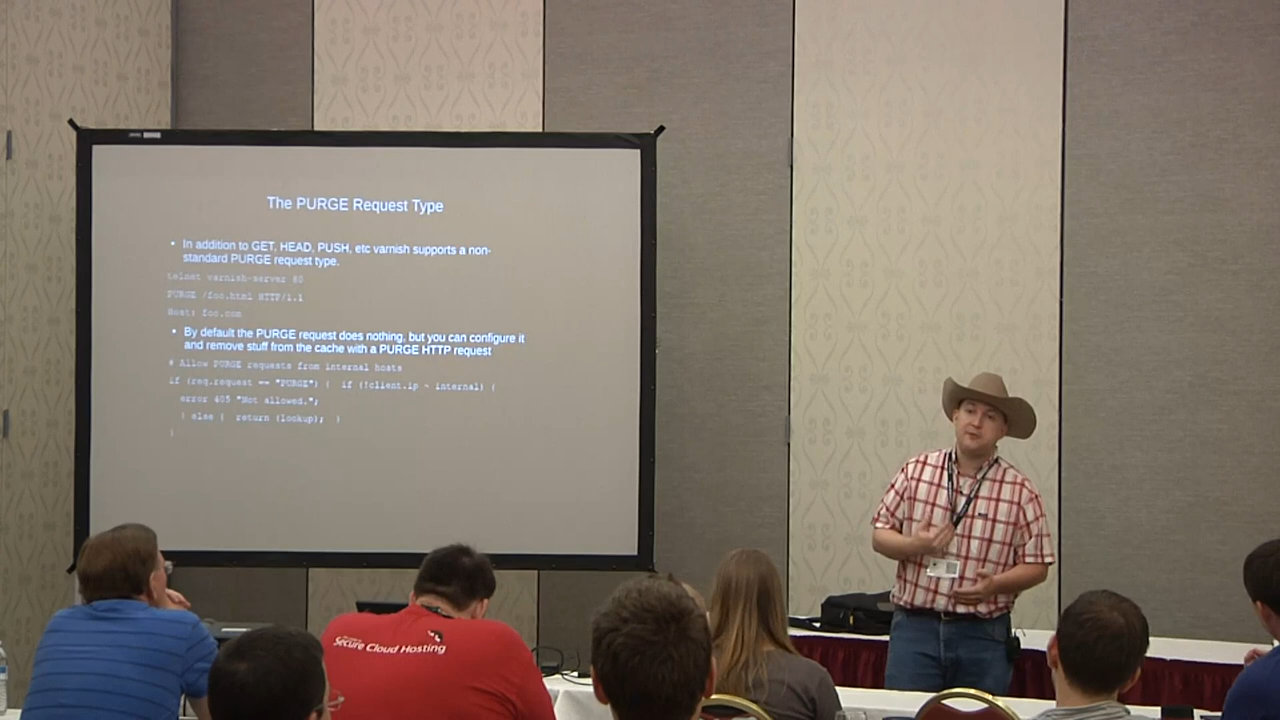 The PURGE Request Type
• In addition to GET, HEAD, PUSH, etc varnish supports a non-
standard PURGE request type.
telnet varnish-server 80
PURGE /foo.html HTTP/1.1
Host: foo.com
• By default the PURGE request does nothing, but you can configure it
and remove stuff from the cache with a PURGE HTTP request
# Allow PURGE requests from internal hosts
if (req.request == "PURGE") { if (!client.ip ~ internal) {
error 405 "Not allowed.";
} else { return (lookup); }
}
Secure Cloud Hosting